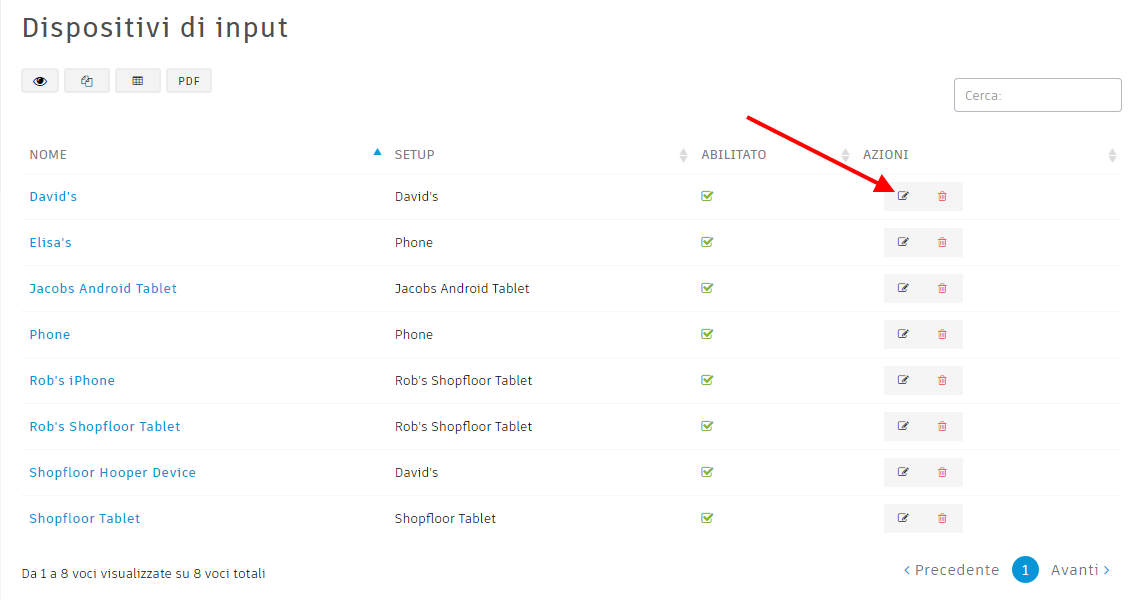 Dispositivi di input
PDF
Cerca:
NOME SETUP ABILITATO AZIONI
David's David's
Elisa's Phone
Jacobs Android Tablet Jacobs Android Tablet
Phone Phone
Rob's iPhone Rob's Shopfloor Tablet
Rob's Shopfloor Tablet Rob's Shopfloor Tablet
Shopfloor Hooper Device David's
Shopfloor Tablet Shopfloor Tablet
Da 1 a 8 voci visualizzate su 8 voci totali
Precedente 1 Avanti